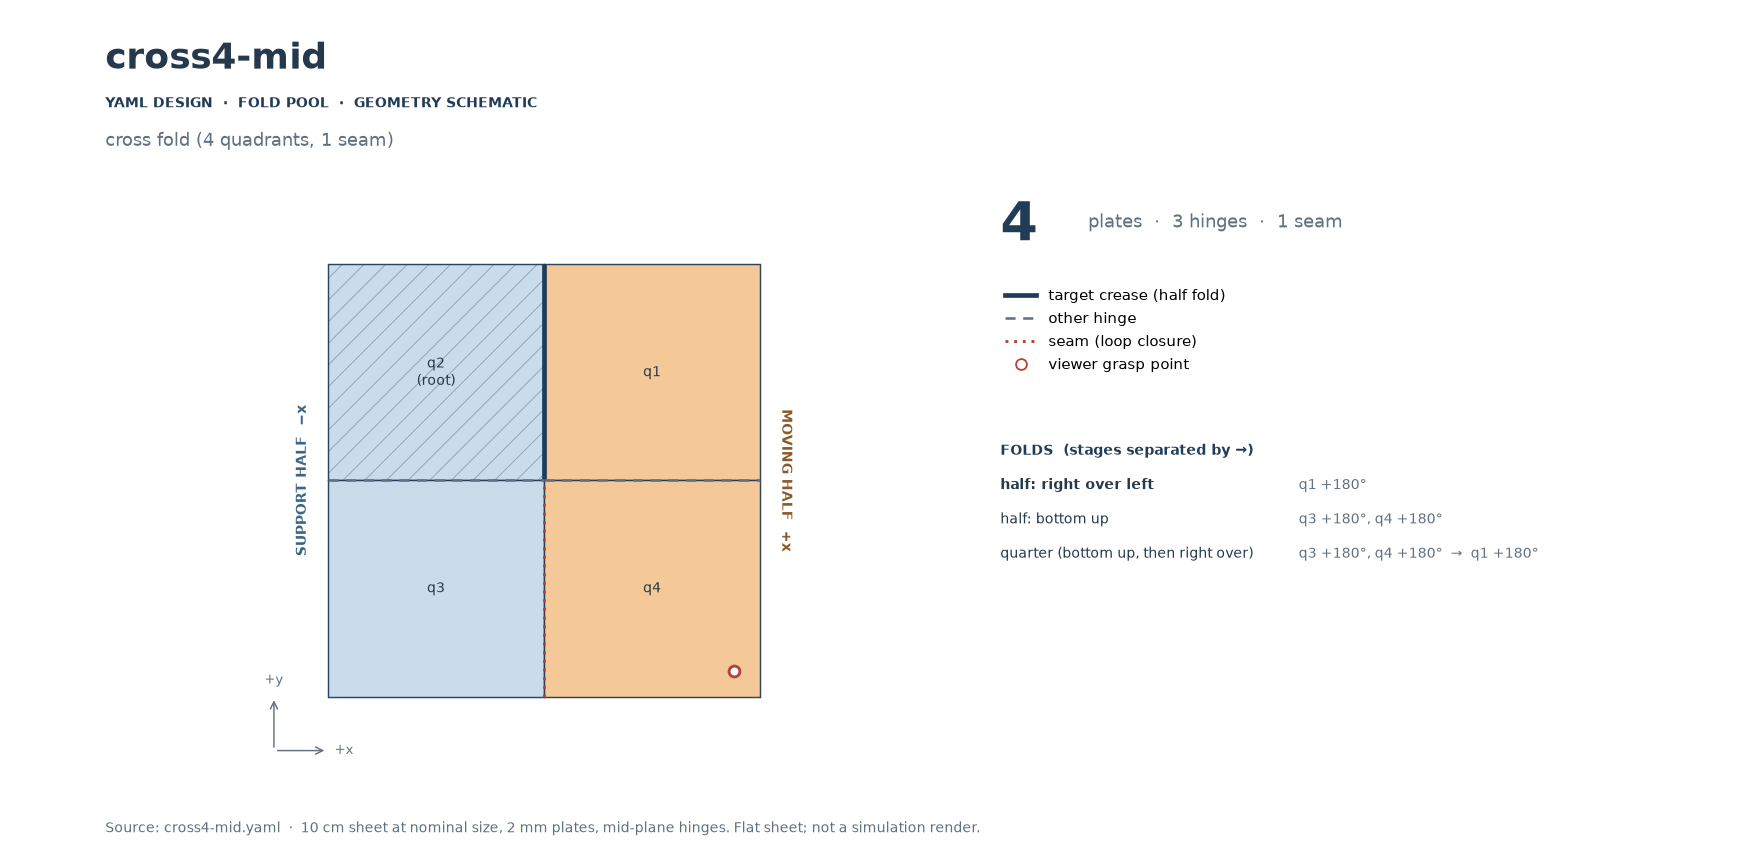 cross4-mid
YAML DESIGN · FOLD POOL · GEOMETRY SCHEMATIC
cross fold (4 quadrants, 1 seam)
4 plates · 3 hinges · 1 seam
target crease (half fold)
other hinge
seam (loop closure)
viewer grasp point
q2
(root)
q1
SUPPORT HALF −x
MOVING HALF +x
q3
q4
+y
+x
FOLDS (stages separated by →)
half: right over left q1 +180°
half: bottom up q3 +180°, q4 +180°
quarter (bottom up, then right over) q3 +180°, q4 +180° → q1 +180°
Source: cross4-mid.yaml · 10 cm sheet at nominal size, 2 mm plates, mid-plane hinges. Flat sheet; not a simulation render.